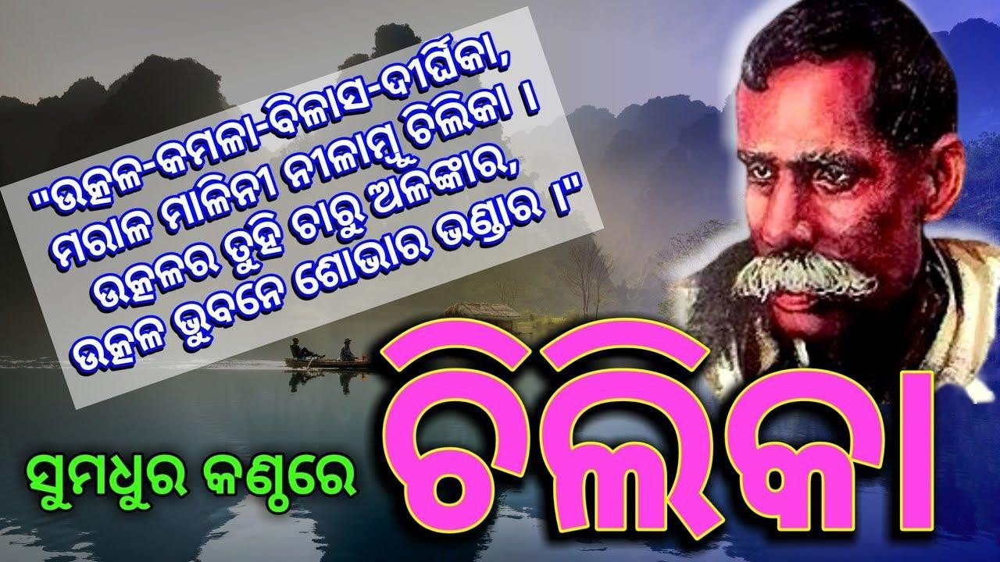 "ଉତ୍କଳ-କମଳା-ବିଳାସ-ଦୀର୍ଘିକା,
ମରାଳ ମାଳିନୀ ନୀଳାମ୍ବୂ ଚିଲିକା ।
ଉତ୍କଳର ତୁହି ଚାରୁ ଅଳଙ୍କାର,
ଉତ୍କଳ ଭୁବନେ ଶୋଭାର ଭଣ୍ଡାର ।"
ସୁମଧୁର କଣ୍ଠରେ
ଚିଲିକା